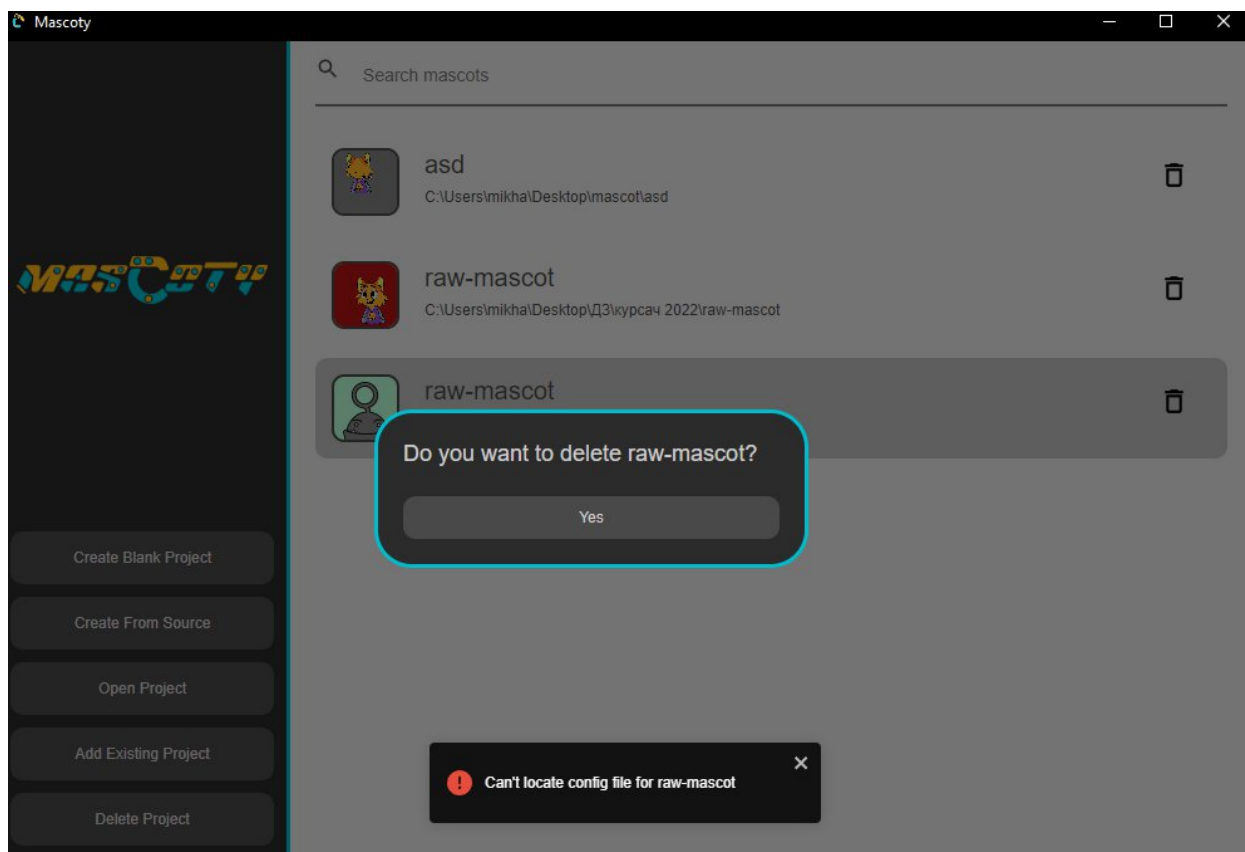 Mascoty
MASCOTY
Search mascots
asd
C:\Users\mikha\Desktop\mascot\asd
raw-mascot
C:\Users\mikha\Desktop\ДЗ\курсач 2022\raw-mascot
raw-mascot
Do you want to delete raw-mascot?
Yes
Create Blank Project
Create From Source
Open Project
Add Existing Project
Delete Project
Can't locate config file for raw-mascot